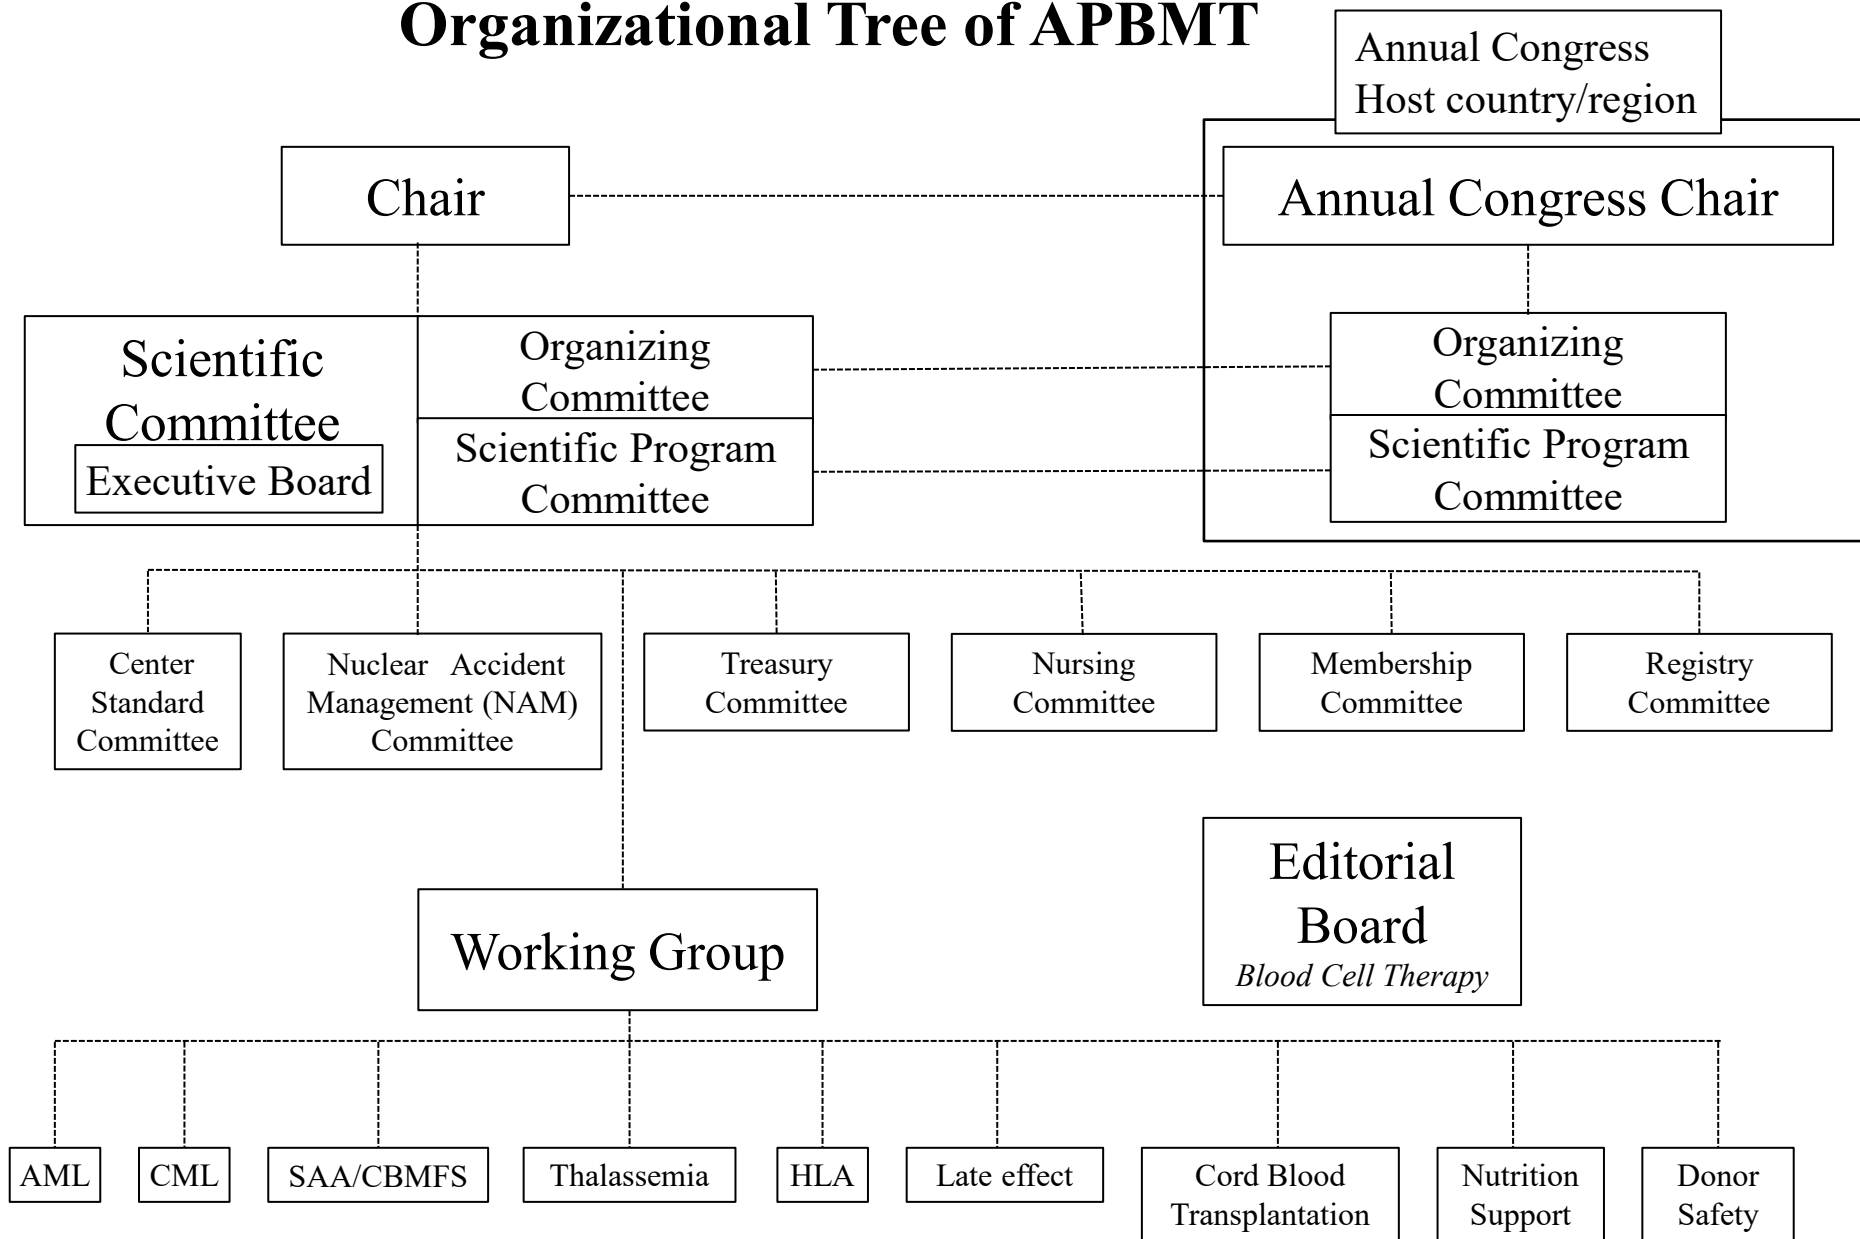 Organizational Tree of APBMT
Annual Congress
Host country/region
Chair
Annual Congress Chair
Scientific
Committee
Executive Board
Organizing
Committee
Scientific Program
Committee
Organizing
Committee
Scientific Program
Committee
Center
Standard
Committee
Nuclear Accident
Management (NAM)
Committee
Treasury
Committee
Nursing
Committee
Membership
Committee
Registry
Committee
Working Group
Editorial
Board
Blood Cell Therapy
AML
CML
SAA/CBMFS
Thalassemia
HLA
Late effect
Cord Blood
Transplantation
Nutrition
Support
Donor
Safety